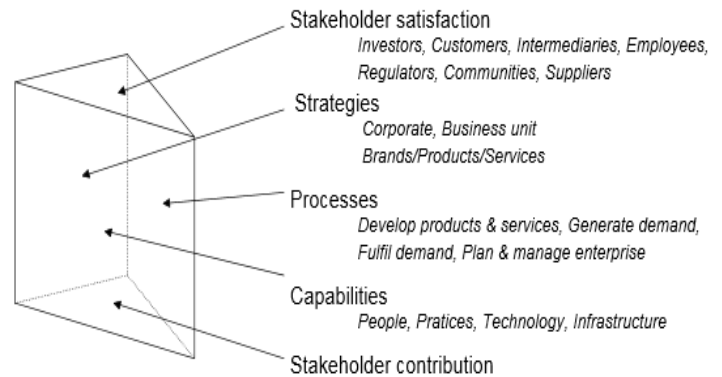 Stakeholder satisfaction
Investors, Customers, Intermediaries, Employees,
Regulators, Communities, Suppliers
Strategies
Corporate, Business unit
Brands/Products/Services
Processes
Develop products & services, Generate demand,
Fulfil demand, Plan & manage enterprise
Capabilities
People, Pratices, Technology, Infrastructure
Stakeholder contribution